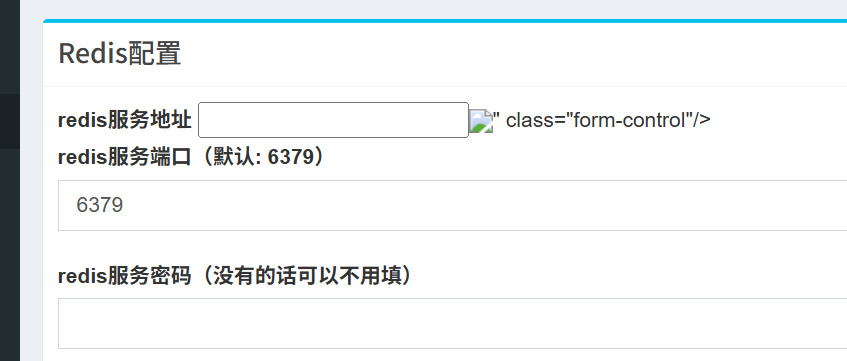 Redis配置
redis服务地址 " class="form-control"/>
redis服务端口（默认: 6379）
6379
redis服务密码（没有的话可以不用填）